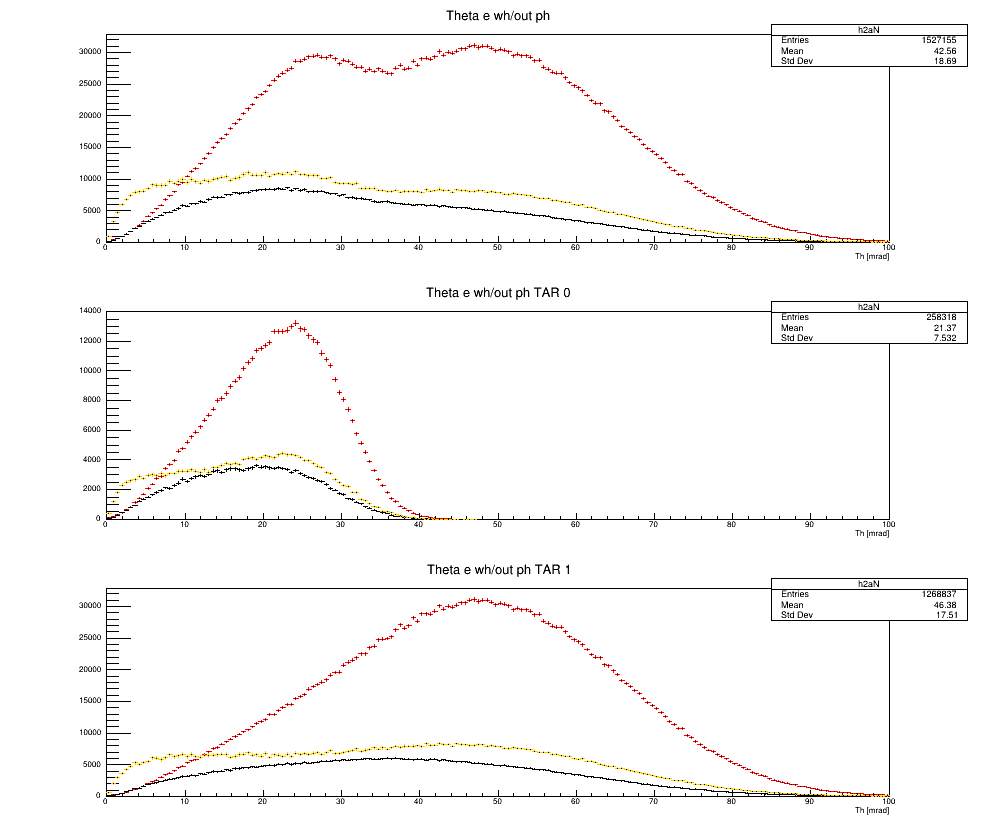 Theta e wh/out ph
h2aN
Entries 1527155
Mean 42.56
Std Dev 18.69
30000
25000
20000
15000
10000
5000
0
0 10 20 30 40 50 60 70 80 90 100
Th [mrad]
Theta e wh/out ph TAR 0
h2aN
Entries 258318
Mean 21.37
Std Dev 7.532
14000
12000
10000
8000
6000
4000
2000
0
0 10 20 30 40 50 60 70 80 90 100
Th [mrad]
Theta e wh/out ph TAR 1
h2aN
Entries 1268837
Mean 46.38
Std Dev 17.51
30000
25000
20000
15000
10000
5000
0
0 10 20 30 40 50 60 70 80 90 100
Th [mrad]